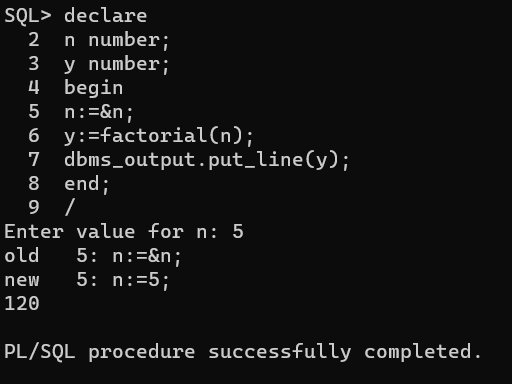 SQL> declare
  2  n number;
  3  y number;
  4  begin
  5  n:=&n;
  6  y:=factorial(n);
  7  dbms_output.put_line(y);
  8  end;
  9  /
Enter value for n: 5
old   5: n:=&n;
new   5: n:=5;
120

PL/SQL procedure successfully completed.